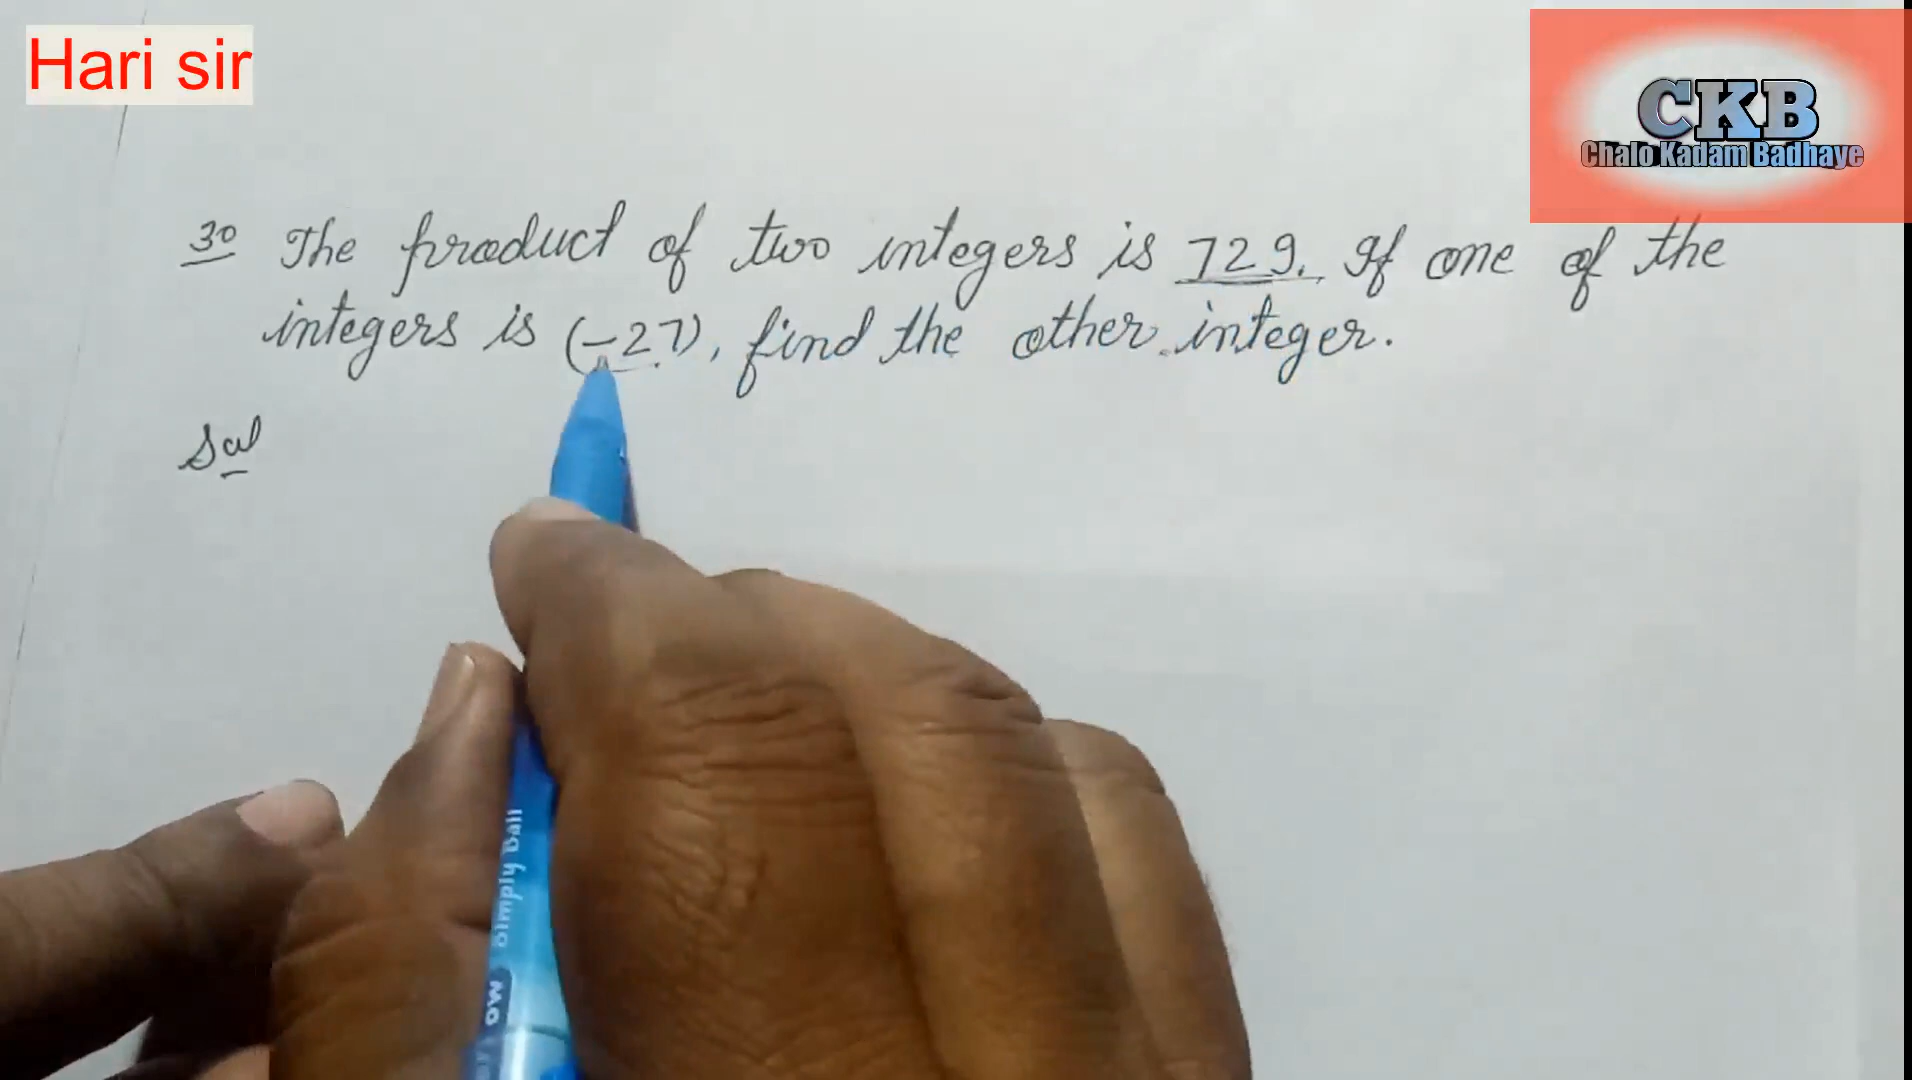 Hari sir
CKB
Chalo Kadam Badhaye
30 The product of two integers is 729. If one of the
integers is (-27), find the other integer.
Sol
simply Ball